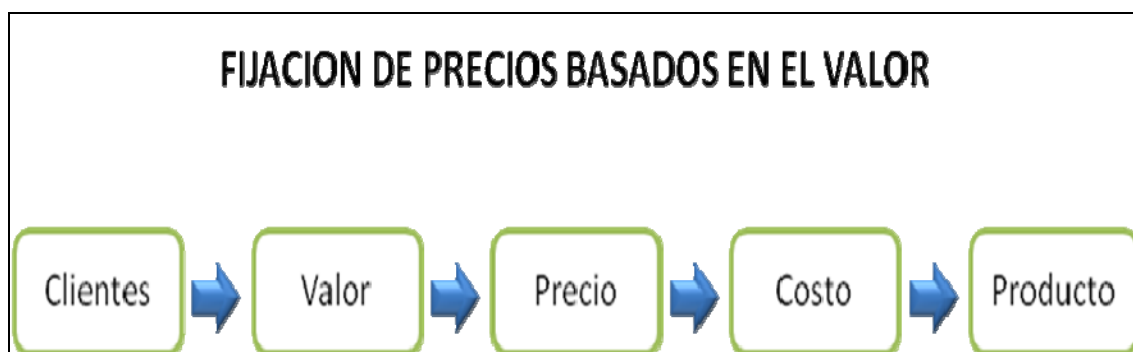 FIJACION DE PRECIOS BASADOS EN EL VALOR
Clientes Valor Precio Costo Producto